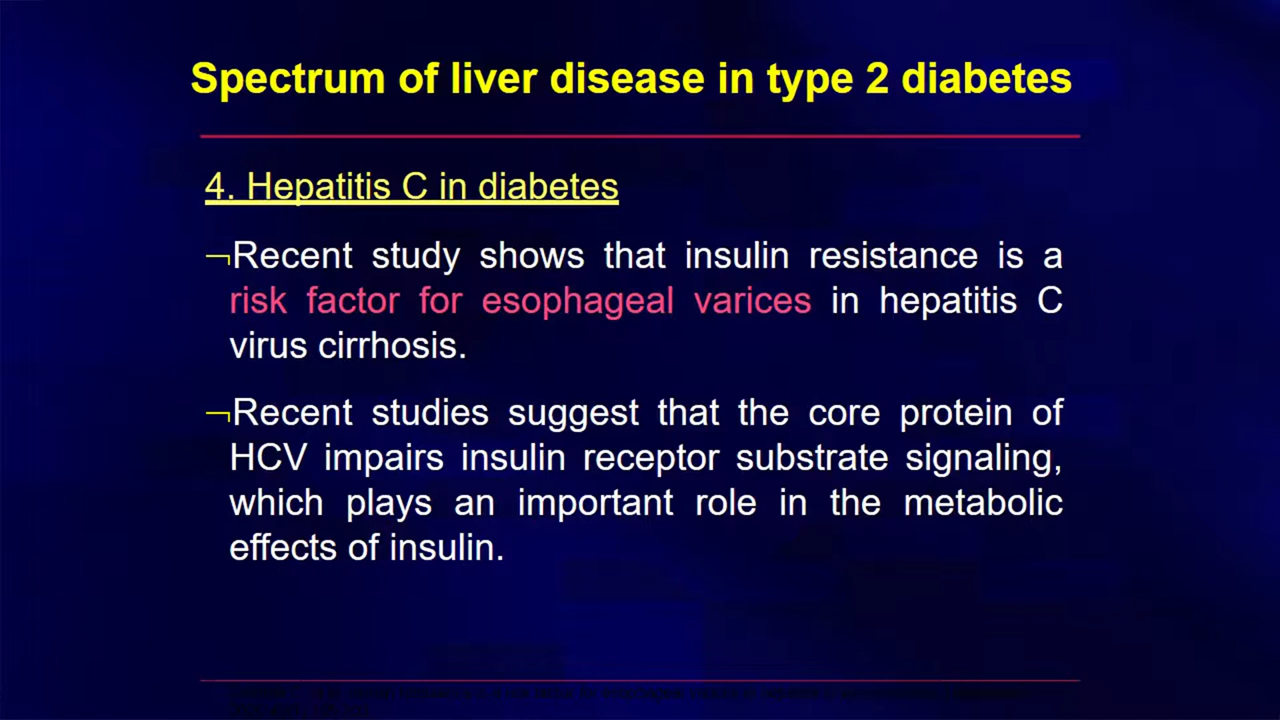 Spectrum of liver disease in type 2 diabetes
4. Hepatitis C in diabetes
¬Recent study shows that insulin resistance is a
risk factor for esophageal varices in hepatitis C
virus cirrhosis.
¬Recent studies suggest that the core protein of
HCV impairs insulin receptor substrate signaling,
which plays an important role in the metabolic
effects of insulin.